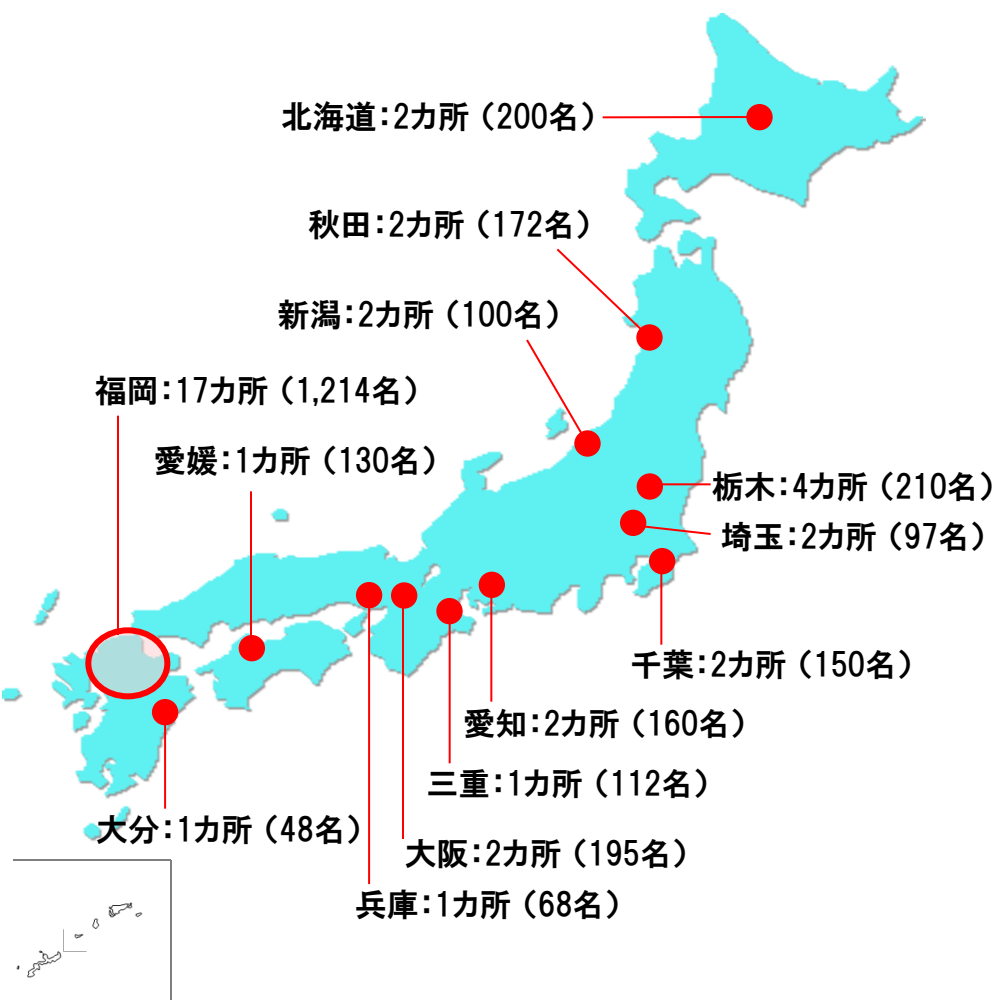 北海道：2カ所（200名）
秋田：2カ所（172名）
新潟：2カ所（100名）
福岡：17カ所（1,214名）
愛媛：1カ所（130名）
栃木：4カ所（210名）
埼玉：2カ所（97名）
千葉：2カ所（150名）
愛知：2カ所（160名）
三重：1カ所（112名）
大分：1カ所（48名）
大阪：2カ所（195名）
兵庫：1カ所（68名）